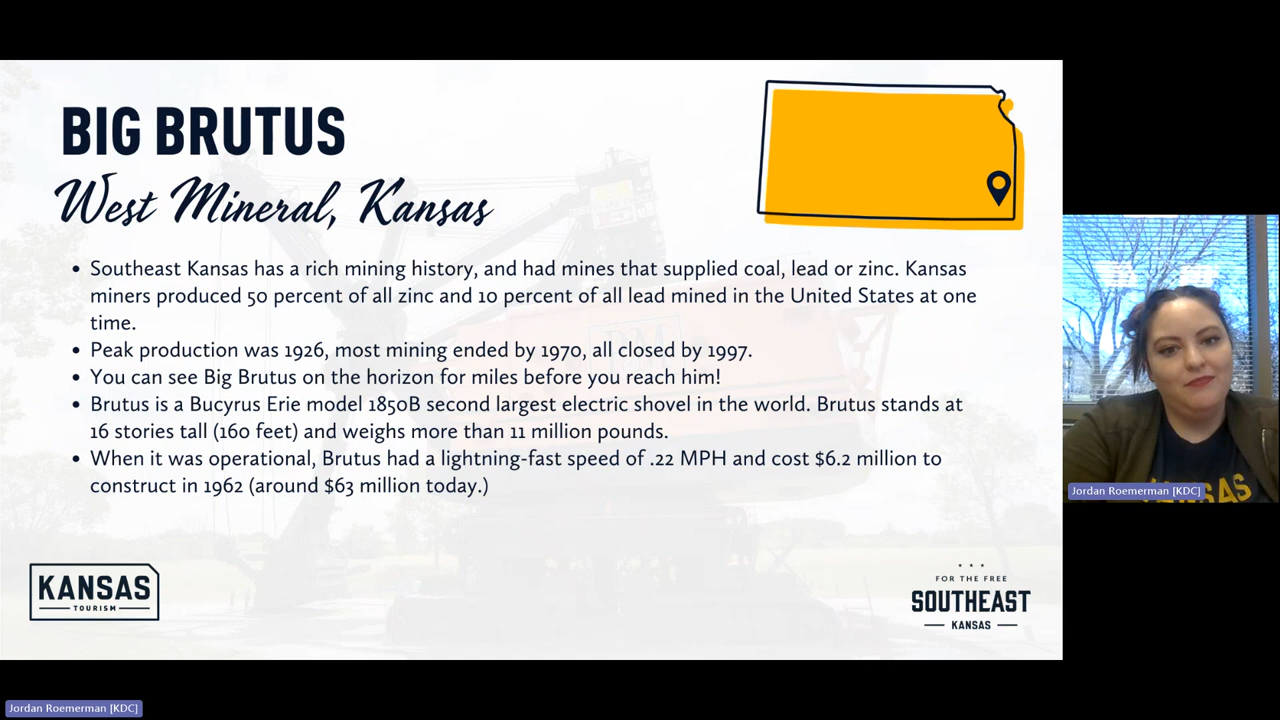 BIG BRUTUS
West Mineral, Kansas
• Southeast Kansas has a rich mining history, and had mines that supplied coal, lead or zinc. Kansas
miners produced 50 percent of all zinc and 10 percent of all lead mined in the United States at one
time.
• Peak production was 1926, most mining ended by 1970, all closed by 1997.
• You can see Big Brutus on the horizon for miles before you reach him!
• Brutus is a Bucyrus Erie model 1850B second largest electric shovel in the world. Brutus stands at
16 stories tall (160 feet) and weighs more than 11 million pounds.
• When it was operational, Brutus had a lightning-fast speed of .22 MPH and cost $6.2 million to
construct in 1962 (around $63 million today.)
KANSAS
TOURISM
FOR THE FREE
SOUTHEAST
KANSAS
Jordan Roemerman [KDC]
KANSAS
Jordan Roemerman [KDC]